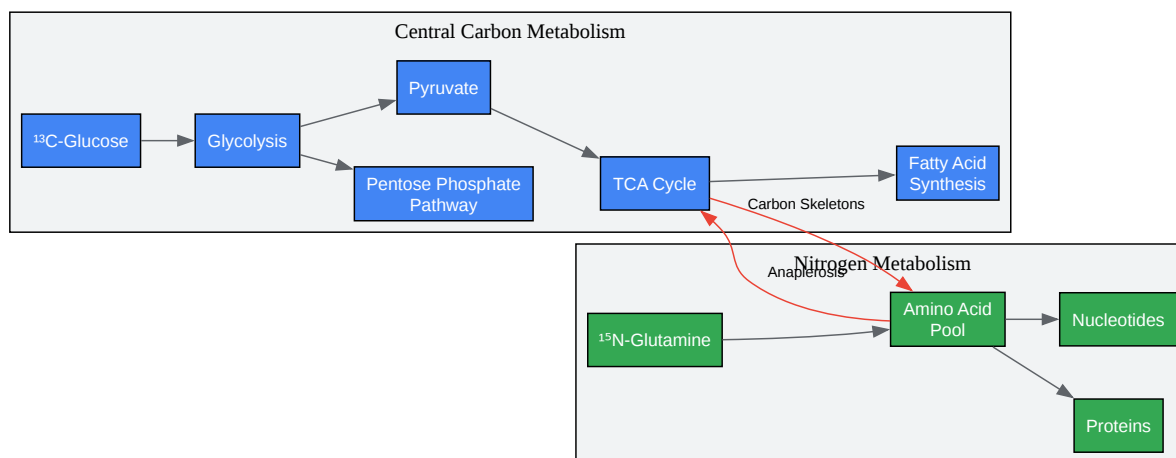 Central Carbon Metabolism
Pyruvate
¹³C-Glucose
Glycolysis
Pentose Phosphate
Pathway
TCA Cycle
Fatty Acid
Synthesis
Carbon Skeletons
Nitrogen Metabolism
Anaplerosis
¹⁵N-Glutamine
Amino Acid
Pool
Nucleotides
Proteins